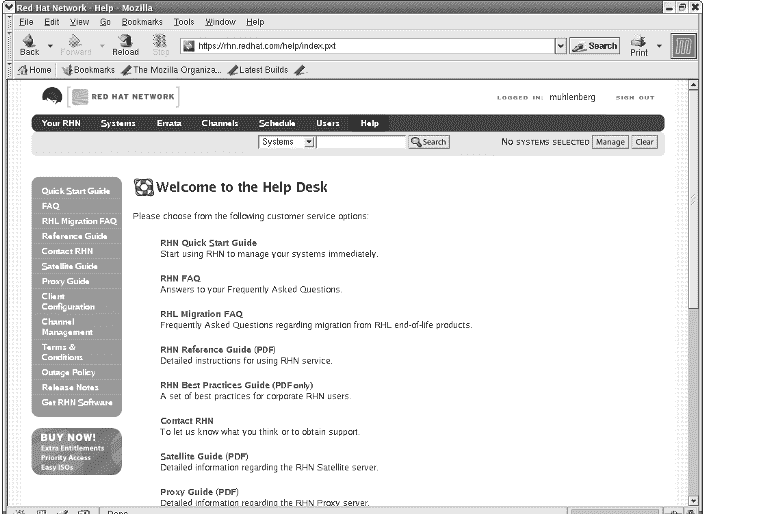 Red Hat Network - Help - Mozilla
File Edit View Go Bookmarks Tools Window Help
Back Forward Reload Stop https://rhn.redhat.com/help/index.pxt Search Print
Home Bookmarks The Mozilla Organiza... Latest Builds
RED HAT NETWORK LOGGED IN: muhlenberg SIGN OUT
Your RHN Systems Errata Channels Schedule Users Help
Systems Search NO SYSTEMS SELECTED Manage Clear
Quick Start Guide
FAQ
RHL Migration FAQ
Reference Guide
Contact RHN
Satellite Guide
Proxy Guide
Client
Configuration
Channel
Management
Terms &
Conditions
Outage Policy
Release Notes
Get RHN Software
BUY NOW!
Extra Entitlements
Priority Access
Easy ISOs
Welcome to the Help Desk
Please choose from the following customer service options:
RHN Quick Start Guide
Start using RHN to manage your systems immediately.
RHN FAQ
Answers to your Frequently Asked Questions.
RHL Migration FAQ
Frequently Asked Questions regarding migration from RHL end-of-life products.
RHN Reference Guide (PDF)
Detailed instructions for using RHN service.
RHN Best Practices Guide (PDF only)
A set of best practices for corporate RHN users.
Contact RHN
To let us know what you think or to obtain support.
Satellite Guide (PDF)
Detailed information regarding the RHN Satellite server.
Proxy Guide (PDF)
Detailed information regarding the RHN Proxy server.
Done